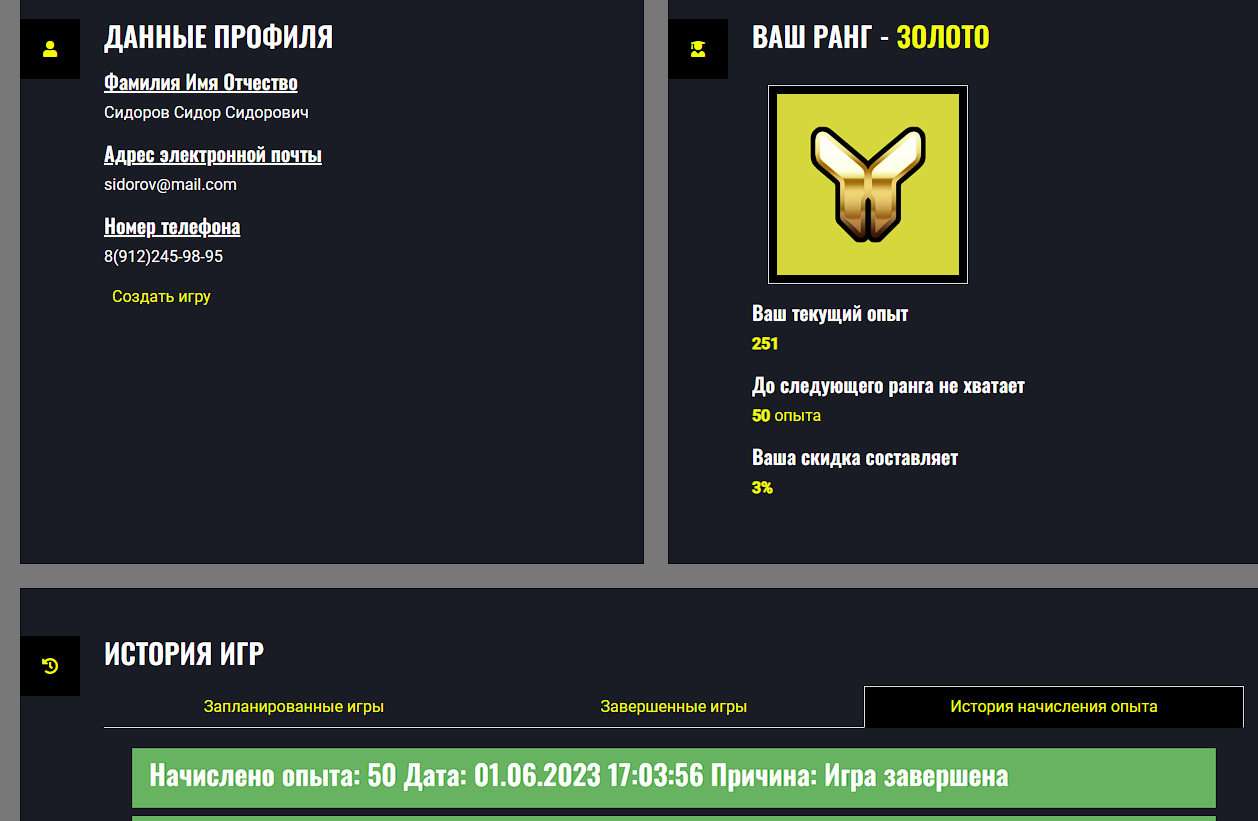 ДАННЫЕ ПРОФИЛЯ
Фамилия Имя Отчество
Сидоров Сидор Сидорович
Адрес электронной почты
sidorov@mail.com
Номер телефона
8(912)245-98-95
Создать игру
ВАШ РАНГ - ЗОЛОТО
Ваш текущий опыт
251
До следующего ранга не хватает
50 опыта
Ваша скидка составляет
3%
ИСТОРИЯ ИГР
Запланированные игры
Завершенные игры
История начисления опыта
Начислено опыта: 50 Дата: 01.06.2023 17:03:56 Причина: Игра завершена